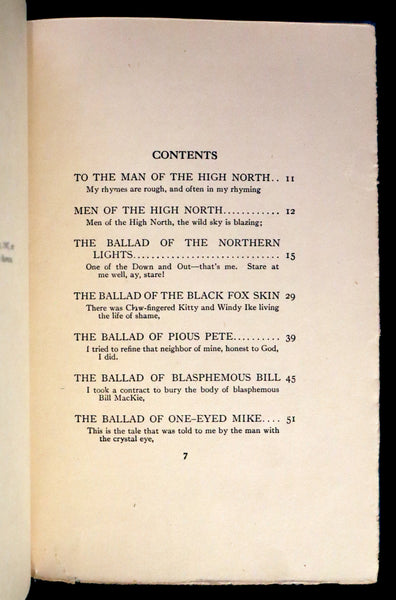 CONTENTS
TO THE MAN OF THE HIGH NORTH.. 11
My rhymes are rough, and often in my rhyming
MEN OF THE HIGH NORTH............ 12
Men of the High North, the wild sky is blazing;
THE BALLAD OF THE NORTHERN
LIGHTS............................ 15
One of the Down and Out—that's me. Stare at
me well, ay, stare!
THE BALLAD OF THE BLACK FOX SKIN 29
There was Claw-fingered Kitty and Windy Ike living
the life of shame,
THE BALLAD OF PIOUS PETE.......... 39
I tried to refine that neighbor of mine, honest to God,
I did.
THE BALLAD OF BLASPHEMOUS BILL 45
I took a contract to bury the body of blasphemous
Bill MacKie,
THE BALLAD OF ONE-EYED MIKE.... 51
This is the tale that was told to me by the man with
the crystal eye,
7